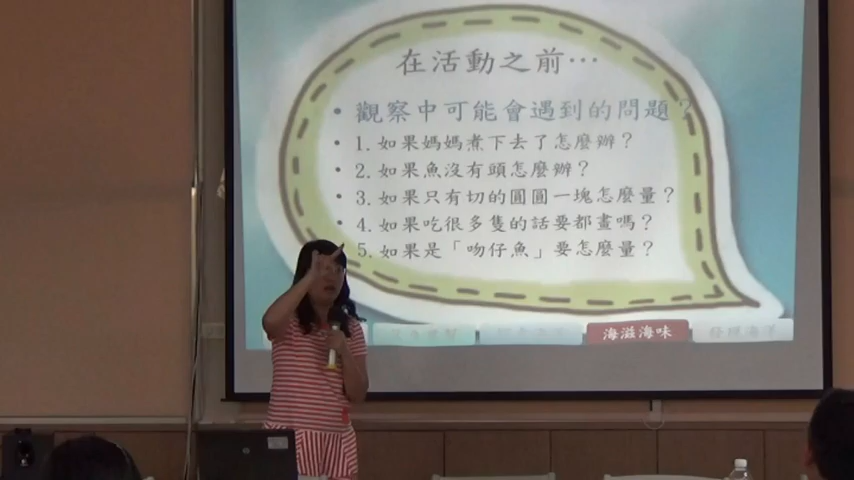 在活動之前…
• 觀察中可能會遇到的問題？
• 1. 如果媽媽煮下去了怎麼辦？
• 2. 如果魚沒有頭怎麼辦？
• 3. 如果只有切的圓圓一塊怎麼量？
• 4. 如果吃很多隻的話要都畫嗎？
5. 如果是「吻仔魚」要怎麼量？
海滋海味
發現海洋